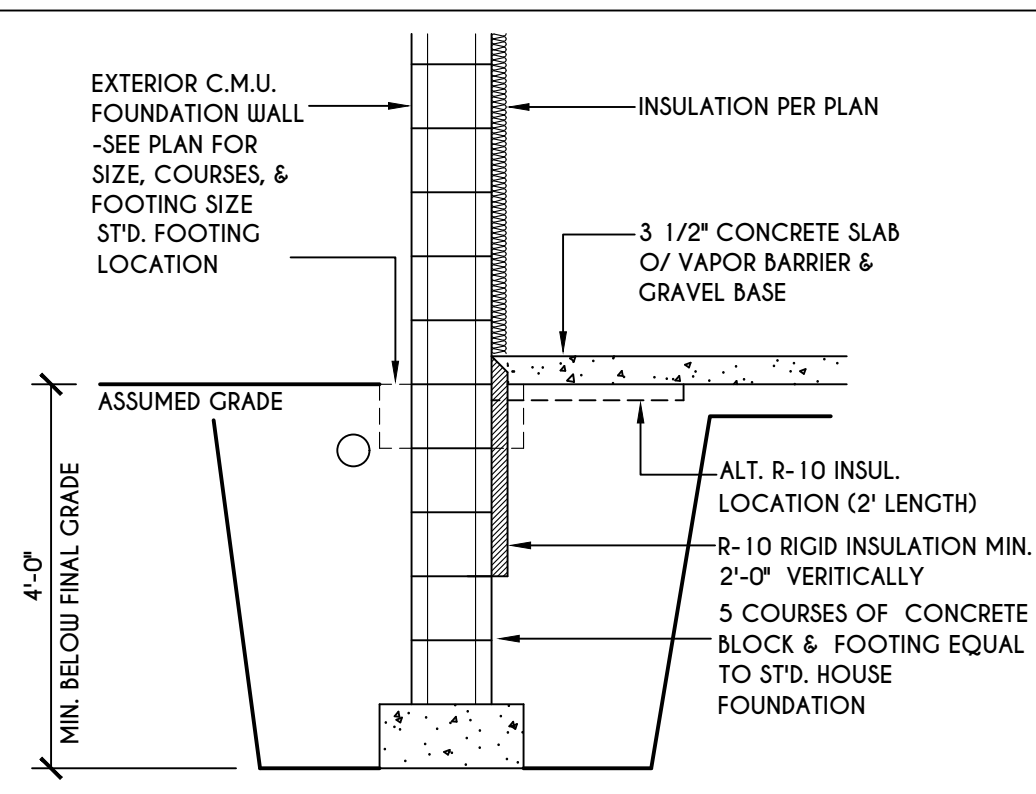 EXTERIOR C.M.U.
FOUNDATION WALL
-SEE PLAN FOR
SIZE, COURSES, &
FOOTING SIZE
ST'D. FOOTING
LOCATION
INSULATION PER PLAN
3 1/2" CONCRETE SLAB
O/ VAPOR BARRIER &
GRAVEL BASE
ASSUMED GRADE
4'-0"
MIN. BELOW FINAL GRADE
ALT. R-10 INSUL.
LOCATION (2' LENGTH)
R-10 RIGID INSULATION MIN.
2'-0" VERITICALLY
5 COURSES OF CONCRETE
BLOCK & FOOTING EQUAL
TO ST'D. HOUSE
FOUNDATION